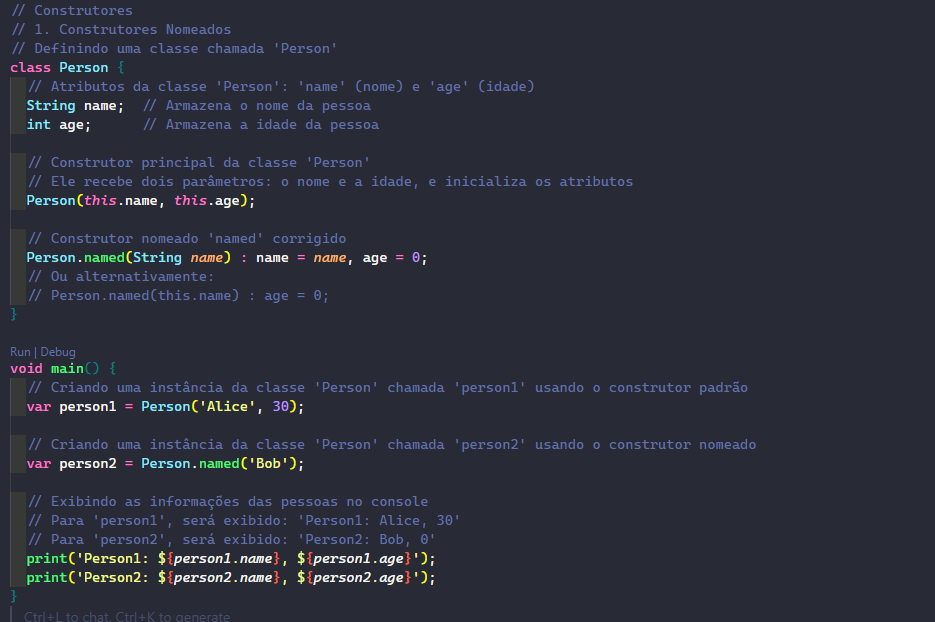 // Construtores
// 1. Construtores Nomeados
// Definindo uma classe chamada 'Person'
class Person {
// Atributos da classe 'Person': 'name' (nome) e 'age' (idade)
String name;  // Armazena o nome da pessoa
int age;      // Armazena a idade da pessoa
// Construtor principal da classe 'Person'
// Ele recebe dois parâmetros: o nome e a idade, e inicializa os atributos
Person(this.name, this.age);
// Construtor nomeado 'named' corrigido
Person.named(String name) : name = name, age = 0;
// Ou alternativamente:
// Person.named(this.name) : age = 0;
}
Run | Debug
void main() {
// Criando uma instância da classe 'Person' chamada 'person1' usando o construtor padrão
var person1 = Person('Alice', 30);
// Criando uma instância da classe 'Person' chamada 'person2' usando o construtor nomeado
var person2 = Person.named('Bob');
// Exibindo as informações das pessoas no console
// Para 'person1', será exibido: 'Person1: Alice, 30'
// Para 'person2', será exibido: 'Person2: Bob, 0'
print('Person1: ${person1.name}, ${person1.age}');
print('Person2: ${person2.name}, ${person2.age}');
}
Ctrl+L to chat, Ctrl+K to generate